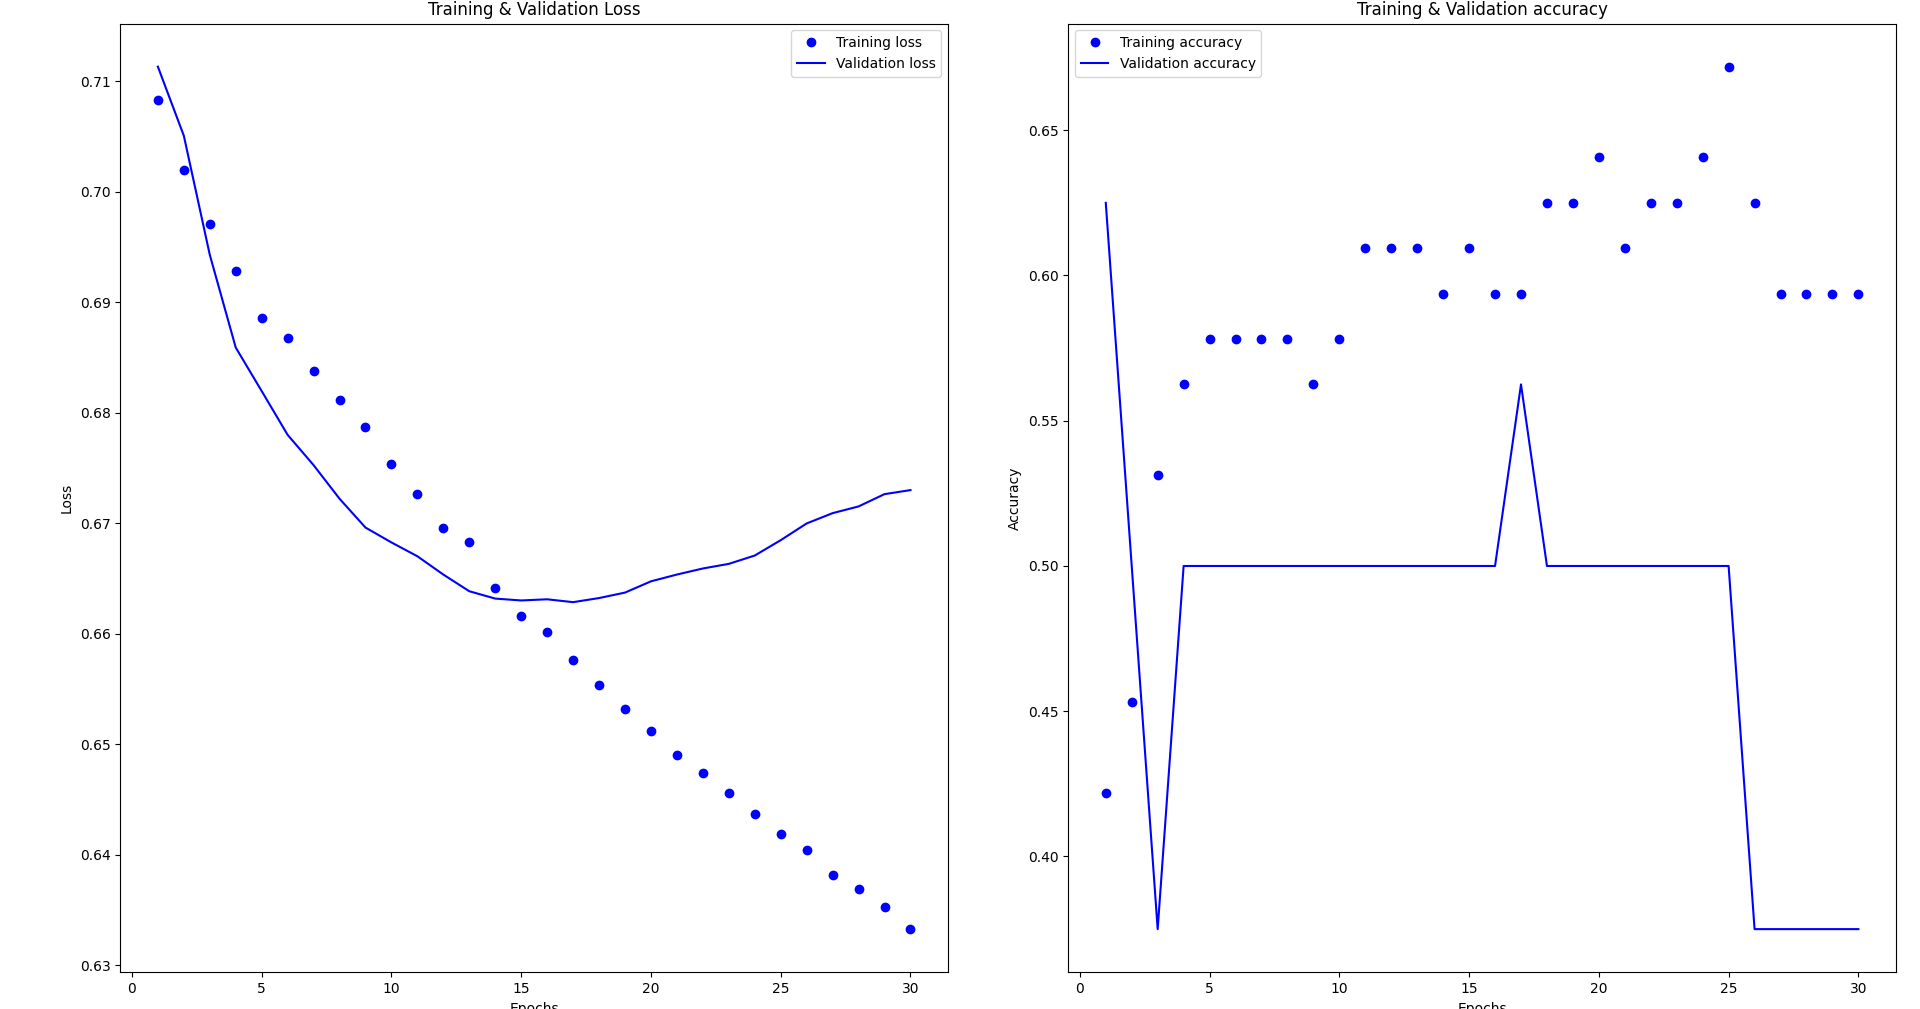 Training & Validation Loss
Training loss
Validation loss
0.71
0.70
0.69
0.68
0.67
0.66
0.65
0.64
0.63
Loss
0 5 10 15 20 25 30
Epochs
Training & Validation accuracy
Training accuracy
Validation accuracy
0.65
0.60
0.55
0.50
0.45
0.40
Accuracy
0 5 10 15 20 25 30
Epochs